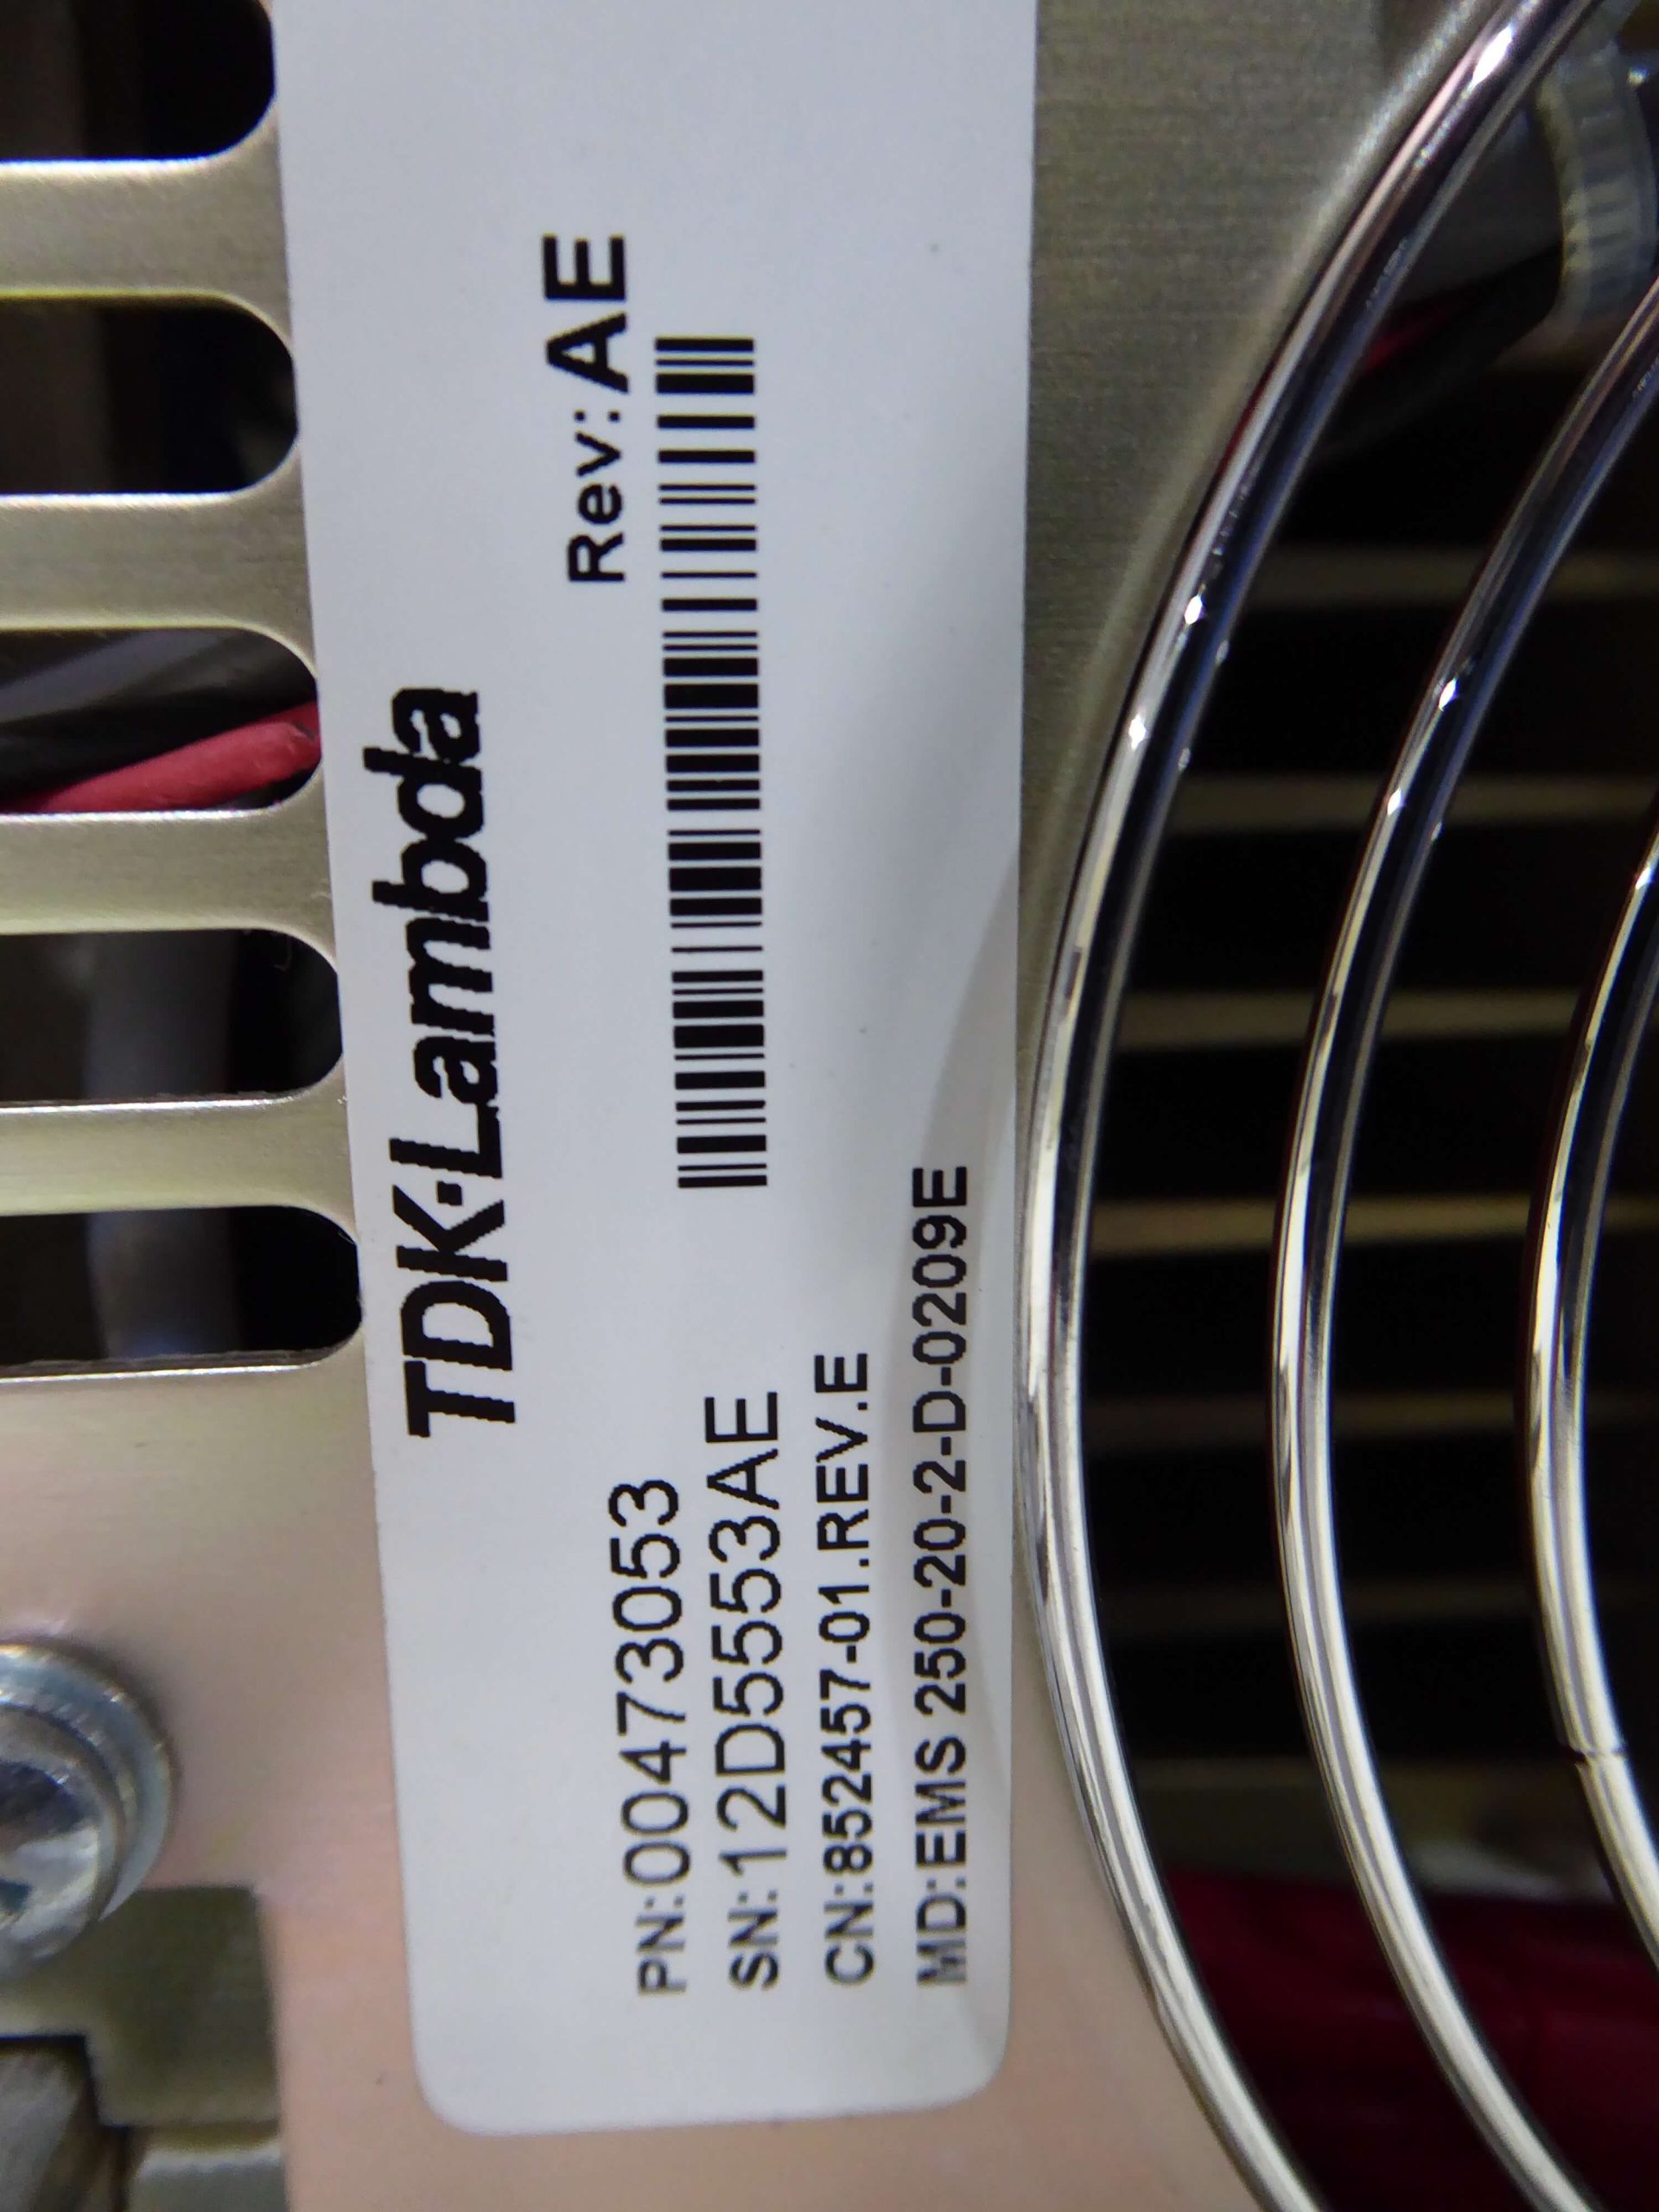 TDK·Lambda
Rev:AE
PN:00473053
SN:12D5553AE
CN:852457-01.REV.E
MD:EMS 250-20-2-D-0209E